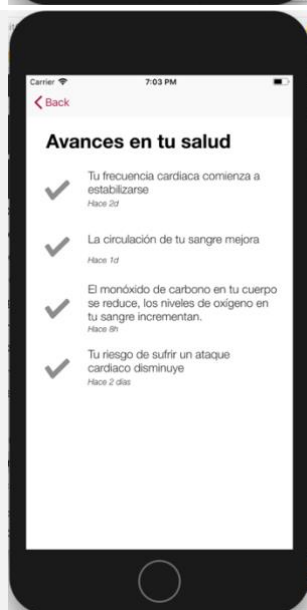 Carrier 7:03 PM
Back
Avances en tu salud
Tu frecuencia cardiaca comienza a
estabilizarse
Hace 2d
La circulación de tu sangre mejora
Hace 1d
El monóxido de carbono en tu cuerpo
se reduce, los niveles de oxígeno en
tu sangre incrementan.
Hace 8h
Tu riesgo de sufrir un ataque
cardiaco disminuye
Hace 2 días